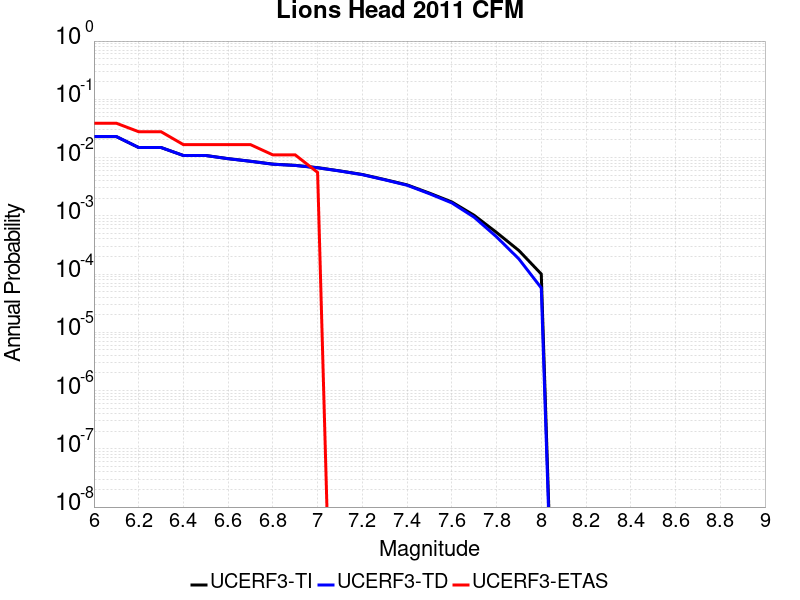 Lions Head 2011 CFM
10^0
10^-1
10^-2
10^-3
10^-4
10^-5
10^-6
10^-7
10^-8
Annual Probability
6 6.2 6.4 6.6 6.8 7 7.2 7.4 7.6 7.8 8 8.2 8.4 8.6 8.8 9
Magnitude
UCERF3-TI UCERF3-TD UCERF3-ETAS